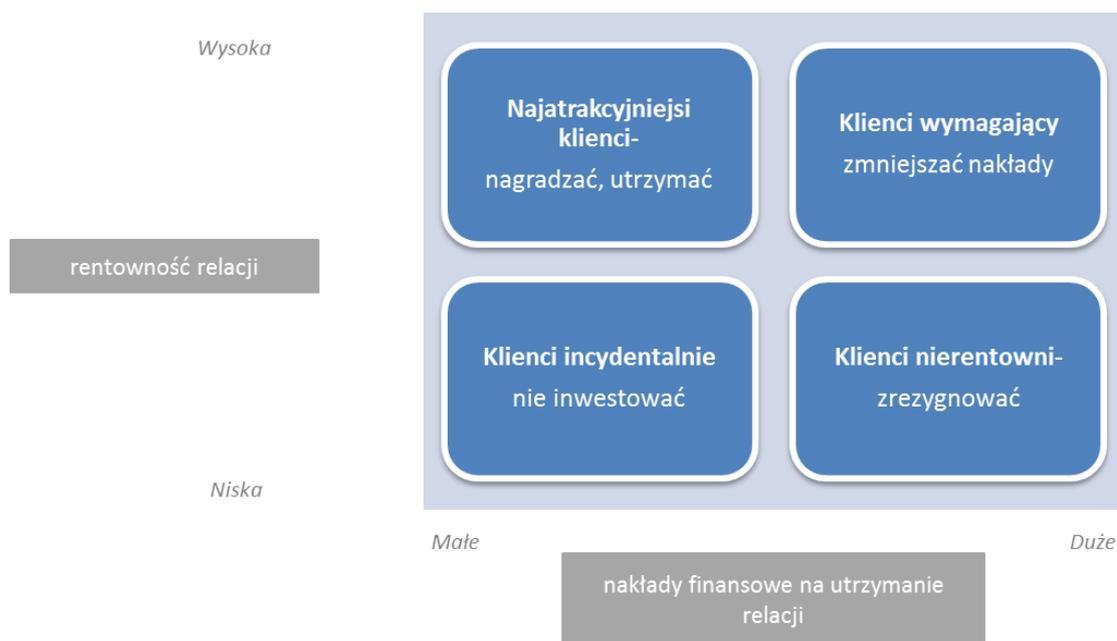 Wysoka
Najatrakcyjniejsi
klienci-
nagradzać, utrzymać
Klienci wymagający
zmniejszać nakłady
rentowność relacji
Klienci incydentalnie
nie inwestować
Klienci nierentowni-
zrezygnować
Niska
Małe
Duże
nakłady finansowe na utrzymanie
relacji